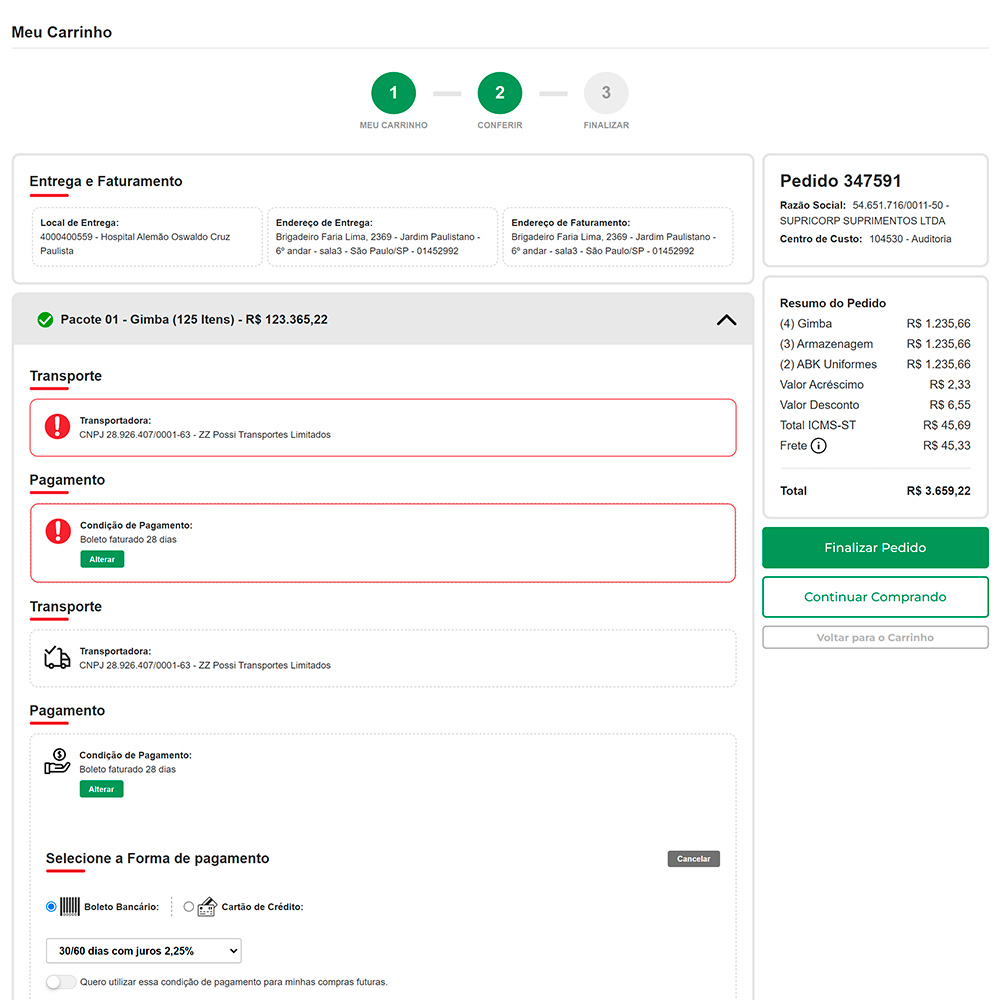 Meu Carrinho
1
2
3
MEU CARRINHO
CONFERIR
FINALIZAR
Entrega e Faturamento
Local de Entrega:
4000400559 - Hospital Alemão Oswaldo Cruz
Paulista
Endereço de Entrega:
Brigadeiro Faria Lima, 2369 - Jardim Paulistano -
6º andar - sala3 - São Paulo/SP - 01452992
Endereço de Faturamento:
Brigadeiro Faria Lima, 2369 - Jardim Paulistano -
6º andar - sala3 - São Paulo/SP - 01452992
Pacote 01 - Gimba (125 Itens) - R$ 123.365,22
Transporte
Transportadora:
CNPJ 28.926.407/0001-63 - ZZ Possi Transportes Limitados
Pagamento
Condição de Pagamento:
Boleto faturado 28 dias
Alterar
Transporte
Transportadora:
CNPJ 28.926.407/0001-63 - ZZ Possi Transportes Limitados
Pagamento
Condição de Pagamento:
Boleto faturado 28 dias
Alterar
Selecione a Forma de pagamento
Cancelar
Boleto Bancário:
Cartão de Crédito:
30/60 dias com juros 2,25%
Quero utilizar essa condição de pagamento para minhas compras futuras.
Pedido 347591
Razão Social: 54.651.716/0011-50 -
SUPRICORP SUPRIMENTOS LTDA
Centro de Custo: 104530 - Auditoria
Resumo do Pedido
(4) Gimba R$ 1.235,66
(3) Armazenagem R$ 1.235,66
(2) ABK Uniformes R$ 1.235,66
Valor Acréscimo R$ 2,33
Valor Desconto R$ 6,55
Total ICMS-ST R$ 45,69
Frete R$ 45,33
Total R$ 3.659,22
Finalizar Pedido
Continuar Comprando
Voltar para o Carrinho